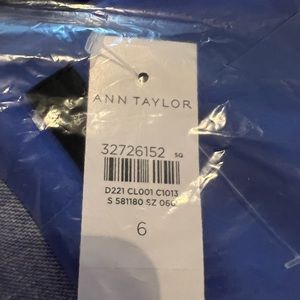 ANN TAYLOR
32726152 SQ
D221 CL001 C1013
S 581180 SZ 060
6